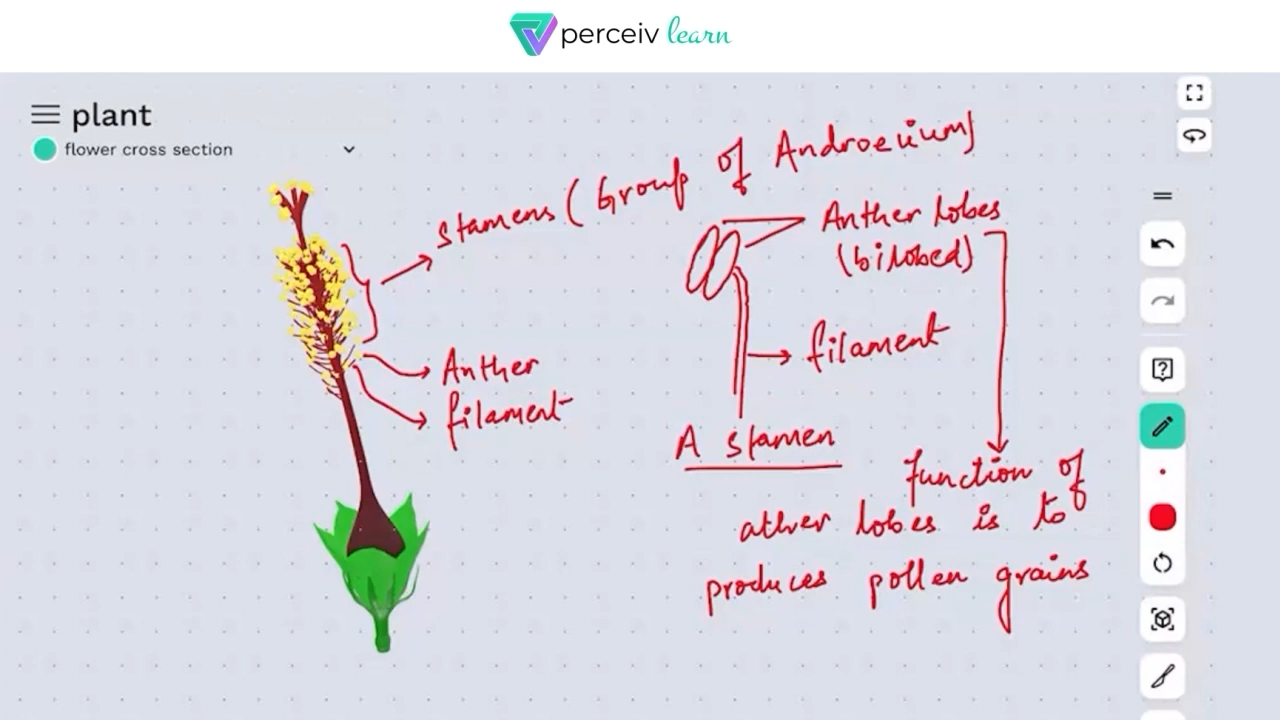 perceiv learn
plant
flower cross section
stamens (Group of Androecium)
Anther lobes
(bilobed)
Anther
filament
filament
A stamen
function of
ather lobes is to
produces pollen grains